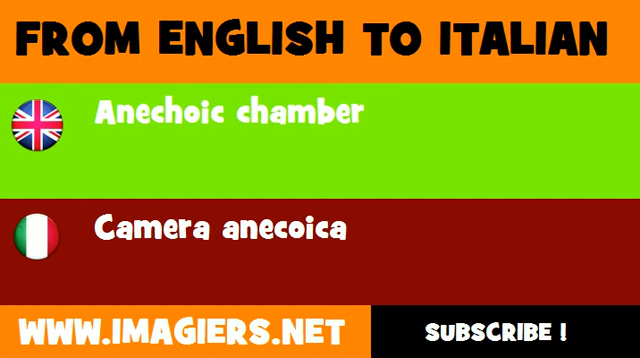 FROM ENGLISH TO ITALIAN
Anechoic chamber
Camera anecoica
WWW.IMAGIERS.NET
SUBSCRIBE !